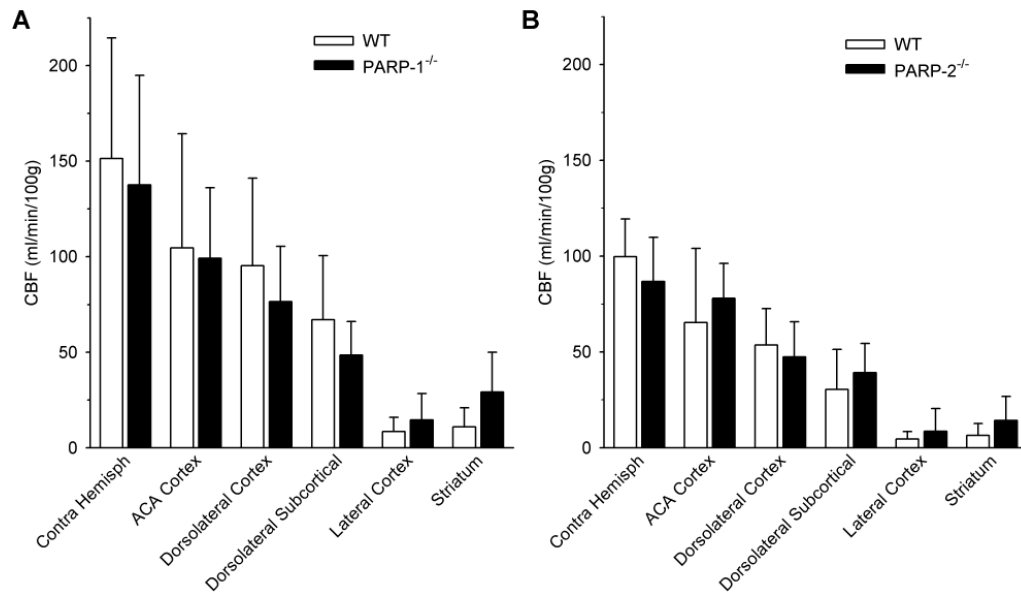 A
WT
PARP-1-/-
CBF (ml/min/100g)
200
150
100
50
0
Contra Hemisph
ACA Cortex
Dorsolateral Cortex
Dorsolateral Subcortical
Lateral Cortex
Striatum
B
WT
PARP-2-/-
CBF (ml/min/100g)
200
150
100
50
0
Contra Hemisph
ACA Cortex
Dorsolateral Cortex
Dorsolateral Subcortical
Lateral Cortex
Striatum